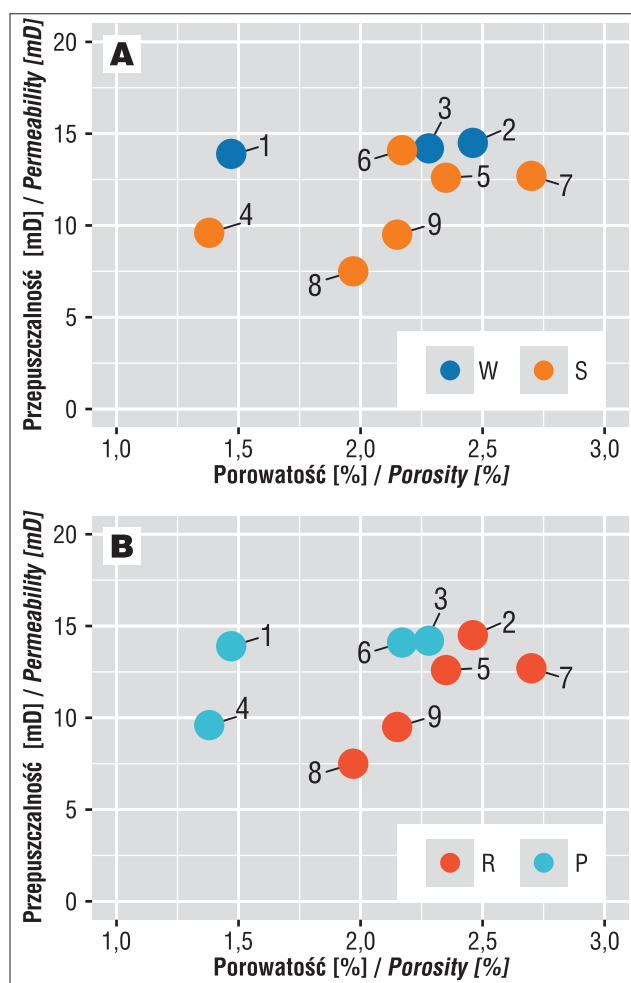 A
20
15
10
5
0
1
2
3
4
5
6
7
8
9
W S
1,0 1,5 2,0 2,5 3,0
Porowatość [%] / Porosity [%]
Przepuszczalność [mD] / Permeability [mD]
B
20
15
10
5
0
1
2
3
4
5
6
7
8
9
R P
1,0 1,5 2,0 2,5 3,0
Porowatość [%] / Porosity [%]
Przepuszczalność [mD] / Permeability [mD]